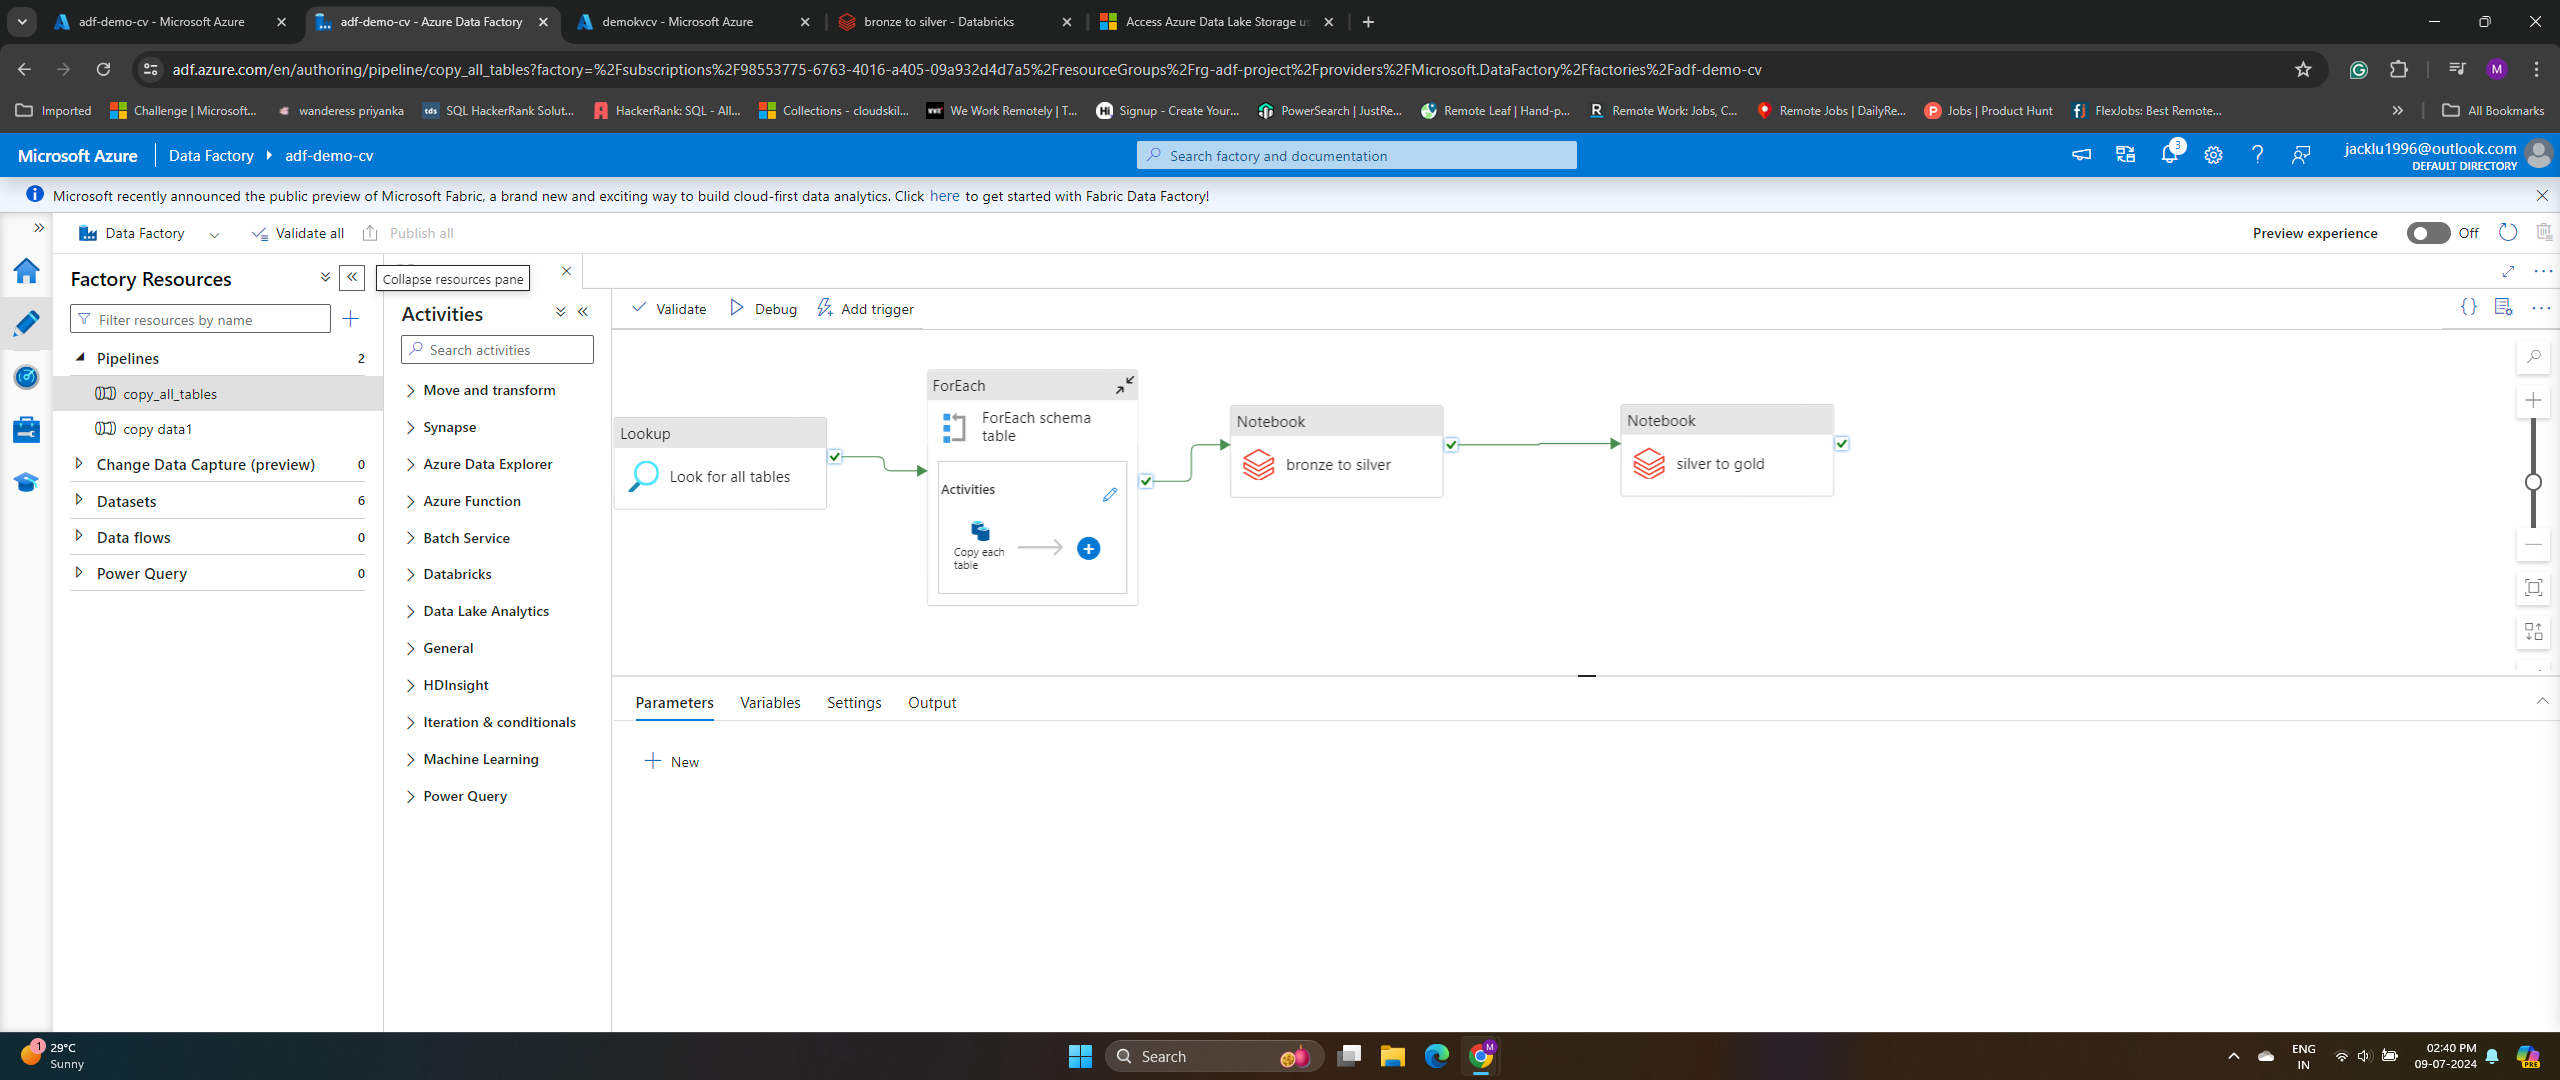 adf-demo-cv - Microsoft Azure
adf-demo-cv - Azure Data Factory
demokvcv - Microsoft Azure
bronze to silver - Databricks
Access Azure Data Lake Storage us
adf.azure.com/en/authoring/pipeline/copy_all_tables?factory=%2Fsubscriptions%2F98553775-6763-4016-a405-09a932d4d7a5%2FresourceGroups%2Frg-adf-project%2Fproviders%2FMicrosoft.DataFactory%2Ffactories%2Fadf-demo-cv
M
Imported
Challenge | Microsoft...
wanderess priyanka
tds SQL HackerRank Solut...
HackerRank: SQL - All...
Collections - cloudskil...
We Work Remotely | T...
Signup - Create Your...
PowerSearch | JustRe...
Remote Leaf | Hand-p...
Remote Work: Jobs, C...
Remote Jobs | DailyRe...
Jobs | Product Hunt
FlexJobs: Best Remote...
All Bookmarks
Microsoft Azure
Data Factory
adf-demo-cv
Search factory and documentation
3
jacklu1996@outlook.com
DEFAULT DIRECTORY
Microsoft recently announced the public preview of Microsoft Fabric, a brand new and exciting way to build cloud-first data analytics. Click here to get started with Fabric Data Factory!
Data Factory
Validate all
Publish all
Preview experience
Off
Factory Resources
Collapse resources pane
Filter resources by name
Pipelines 2
copy_all_tables
copy data1
Change Data Capture (preview) 0
Datasets 6
Data flows 0
Power Query 0
Activities
Search activities
Move and transform
Synapse
Azure Data Explorer
Azure Function
Batch Service
Databricks
Data Lake Analytics
General
HDInsight
Iteration & conditionals
Machine Learning
Power Query
Validate
Debug
Add trigger
Lookup
Look for all tables
ForEach
ForEach schema
table
Activities
Copy each
table
Notebook
bronze to silver
Notebook
silver to gold
Parameters
Variables
Settings
Output
New
1
29°C
Sunny
Search
M
ENG
IN
02:40 PM
09-07-2024
PRE